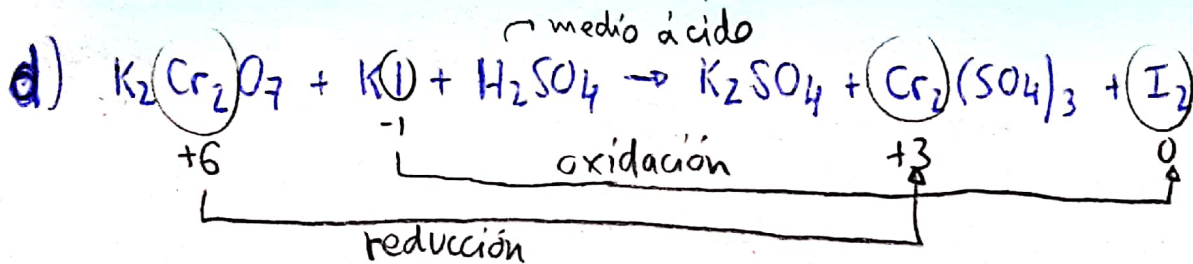 medio ácido
d) K₂Cr₂O₇ + KI + H₂SO₄ → K₂SO₄ + Cr₂(SO₄)₃ + I₂
+6 -1 +3 0
oxidación
reducción